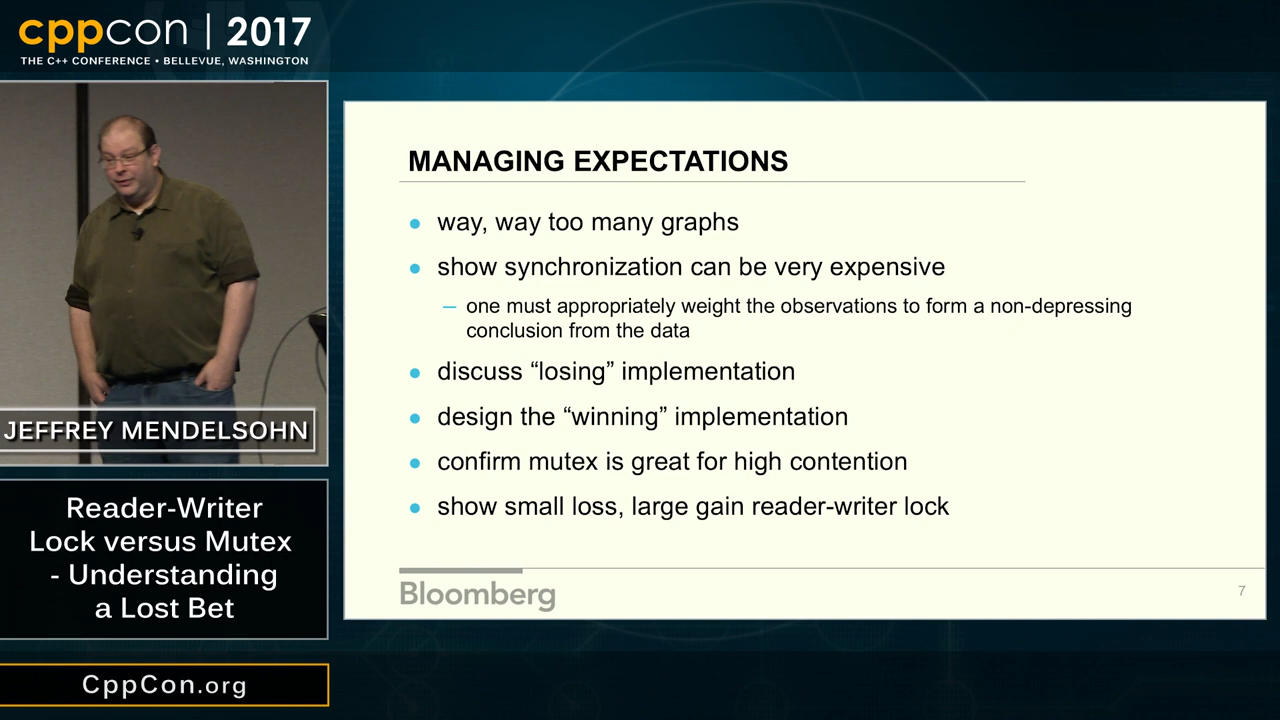 cppcon | 2017
THE C++ CONFERENCE • BELLEVUE, WASHINGTON
JEFFREY MENDELSOHN
Reader-Writer
Lock versus Mutex
- Understanding
a Lost Bet
CppCon.org
MANAGING EXPECTATIONS
• way, way too many graphs
• show synchronization can be very expensive
– one must appropriately weight the observations to form a non-depressing
conclusion from the data
• discuss “losing” implementation
• design the “winning” implementation
• confirm mutex is great for high contention
• show small loss, large gain reader-writer lock
Bloomberg
7